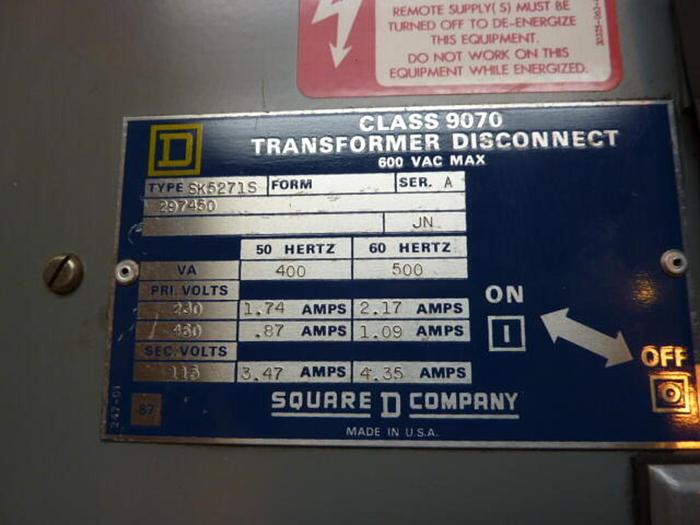 REMOTE SUPPLY(S) MUST BE
TURNED OFF TO DE-ENERGIZE
THIS EQUIPMENT.
DO NOT WORK ON THIS
EQUIPMENT WHILE ENERGIZED.
D
CLASS 9070
TRANSFORMER DISCONNECT
600 VAC MAX
TYPE SK5271S FORM SER. A
297450
JN
50 HERTZ 60 HERTZ
VA 400 500
PRI. VOLTS
230 1.74 AMPS 2.17 AMPS
460 .87 AMPS 1.09 AMPS
SEC. VOLTS
115 3.47 AMPS 4.35 AMPS
ON
I
OFF
O
SQUARE D COMPANY
MADE IN U.S.A.
247-01
B7